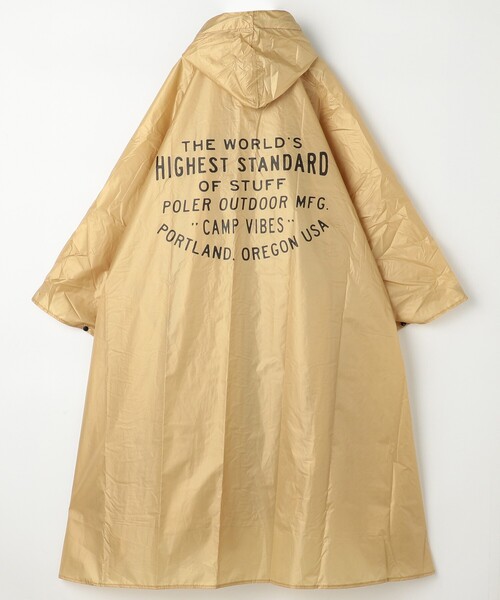 THE WORLD'S
HIGHEST STANDARD
OF STUFF
POLER OUTDOOR MFG.
"CAMP VIBES"
PORTLAND, OREGON USA